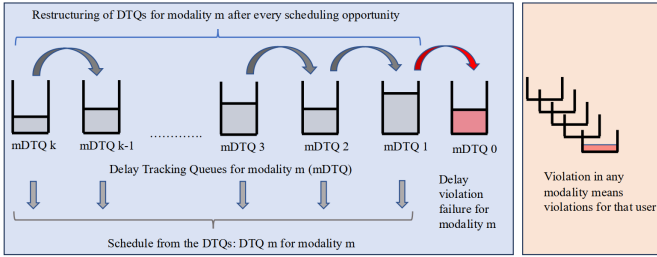 Restructuring of DTQs for modality m after every scheduling opportunity
mDTQ k
mDTQ k-1
.............
mDTQ 3
mDTQ 2
mDTQ 1
mDTQ 0
Delay Tracking Queues for modality m (mDTQ)
Delay
violation
failure for
modality m
Schedule from the DTQs: DTQ m for modality m
Violation in any
modality means
violations for that user